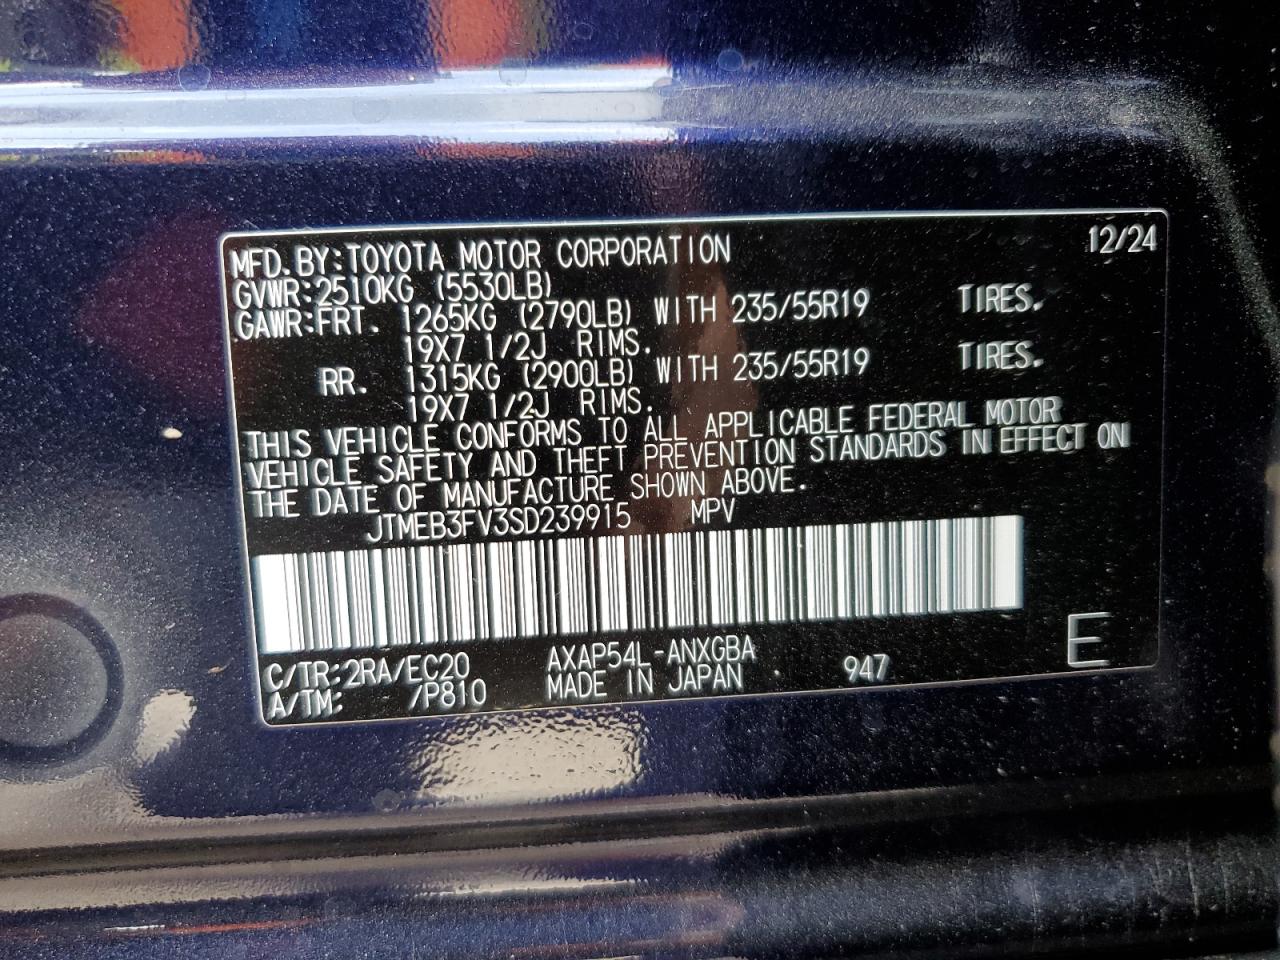 12/24
MFD.BY:TOYOTA MOTOR CORPORATION
GVWR:2510KG (5530LB)
GAWR:FRT. 1265KG (2790LB) WITH 235/55R19 TIRES.
19X7 1/2J RIMS.
RR. 1315KG (2900LB) WITH 235/55R19 TIRES.
19X7 1/2J RIMS.
THIS VEHICLE CONFORMS TO ALL APPLICABLE FEDERAL MOTOR
VEHICLE SAFETY AND THEFT PREVENTION STANDARDS IN EFFECT ON
THE DATE OF MANUFACTURE SHOWN ABOVE.
JTMEB3FV3SD239915 MPV
C/TR:2RA/EC20 AXAP54L-ANXGBA 947 E
A/TM: /P810 MADE IN JAPAN